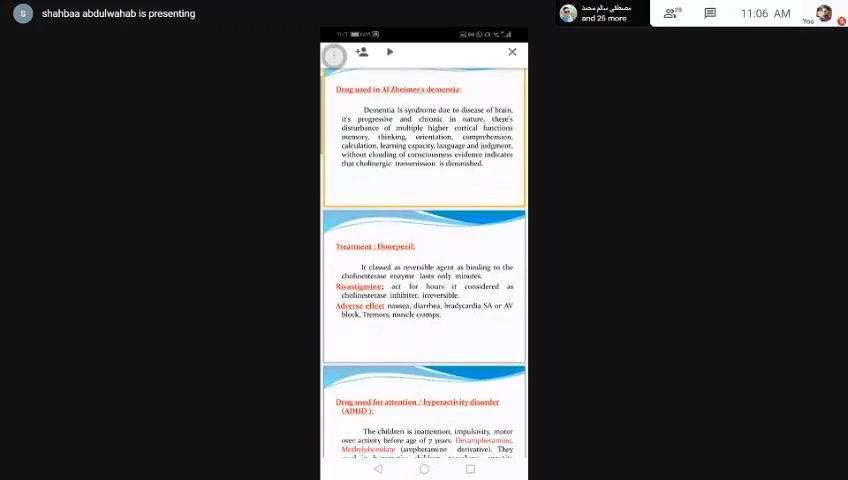 s shahbaa abdulwahab is presenting
مصطفى سالم محمد
and 25 more
28
11:06 AM
You
Drug used in Al Zheimer's dementia:
Dementia Is syndrome due to disease of brain,
it's progressive and chronic in nature, there's
disturbance of multiple higher cortical functions
memory, thinking, orientation, comprehension,
calculation, learning capacity, language and judgment,
without clouding of consciousness evidence indicates
that cholinergic transmission is diminished.
Treatment : Donepezil:
It classed as reversible agent as binding to the
cholinesterase enzyme lasts only minutes.
Rivastigmine: act for hours it considered as
cholinesterase inhibiter, irreversible.
Adverse effect nausea, diarrhea, bradycardia SA or AV
block, Tremors, muscle cramps.
Drug used for attention / hyperactivity disorder
(ADHD ):
The children is inattention, impulsivity, motor
over activity before age of 7 years. Dexamphetamine,
Methylphenidate (amphetamine derivative). They